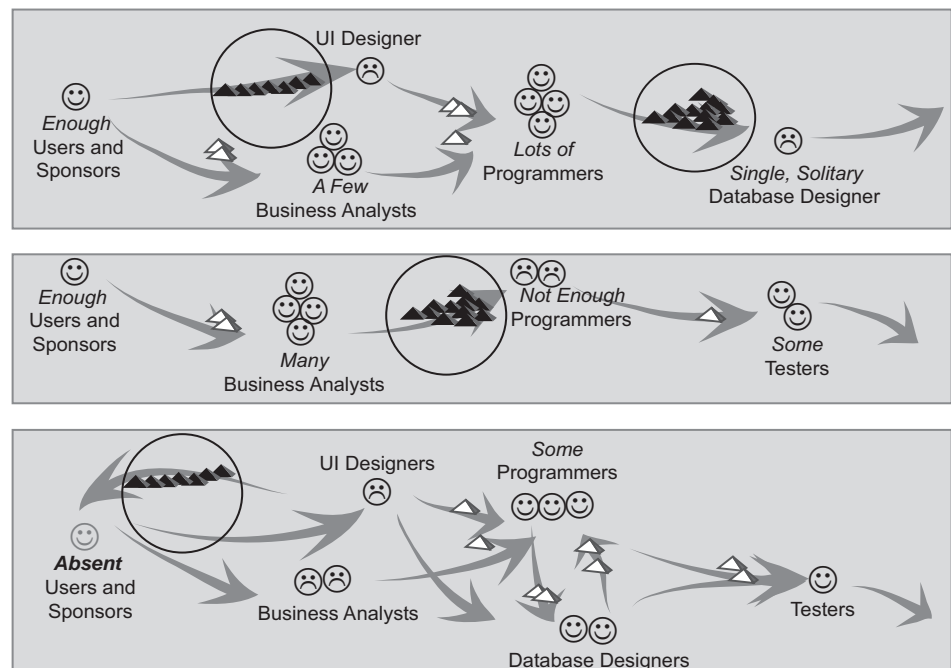 UI Designer
Enough
Users and
Sponsors
A Few
Business Analysts
Lots of
Programmers
Single, Solitary
Database Designer
Enough
Users and
Sponsors
Many
Business Analysts
Not Enough
Programmers
Some
Testers
UI Designers
Some
Programmers
Absent
Users and
Sponsors
Business Analysts
Testers
Database Designers